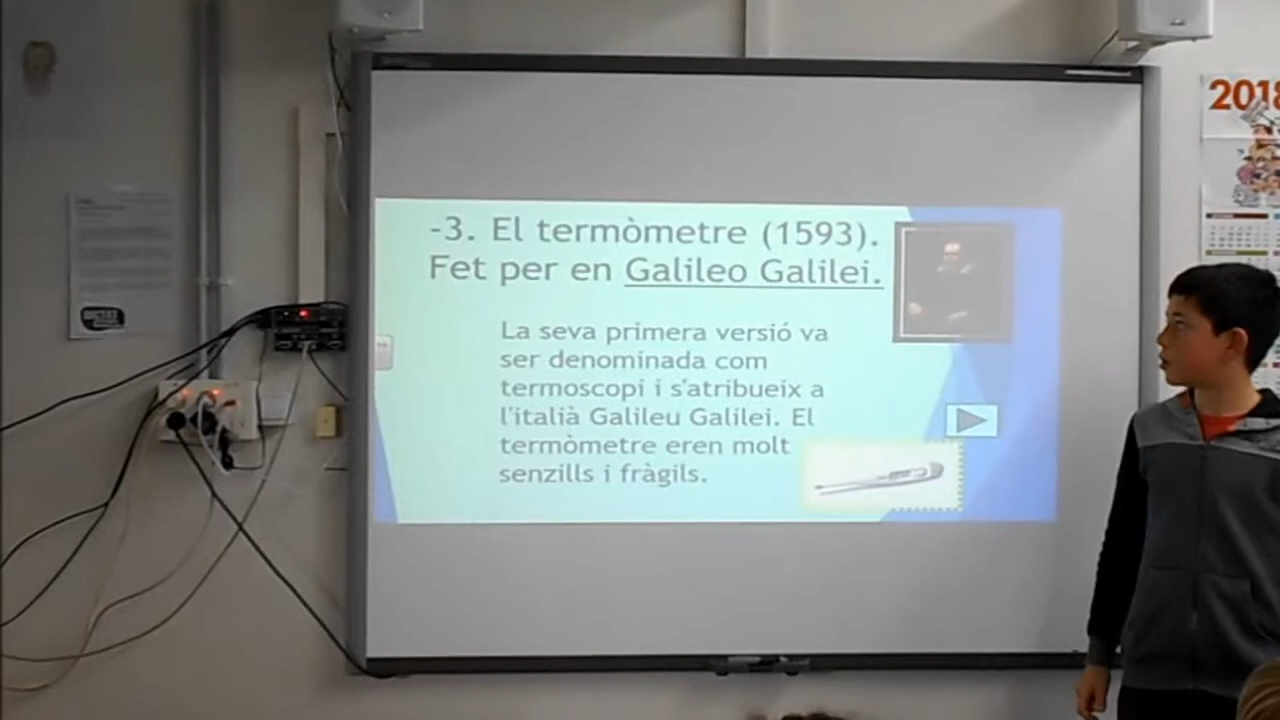 -3. El termòmetre (1593).
Fet per en Galileo Galilei.
La seva primera versió va
ser denominada com
termoscopi i s'atribueix a
l'italià Galileu Galilei. El
termòmetre eren molt
senzills i fràgils.
2018